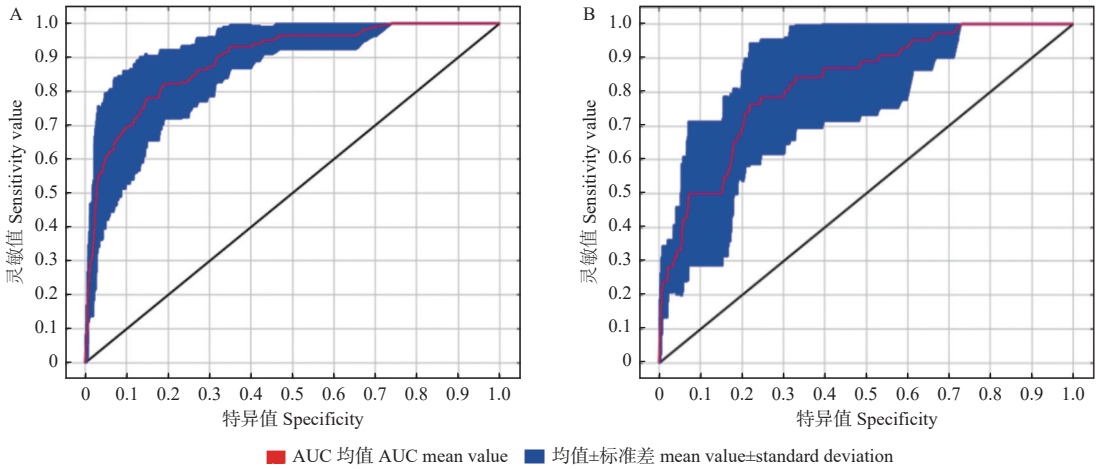 A
1.0
0.9
0.8
0.7
0.6
0.5
0.4
0.3
0.2
0.1
0
灵敏值 Sensitivity value
0 0.1 0.2 0.3 0.4 0.5 0.6 0.7 0.8 0.9 1.0
特异值 Specificity
B
1.0
0.9
0.8
0.7
0.6
0.5
0.4
0.3
0.2
0.1
0
灵敏值 Sensitivity value
0 0.1 0.2 0.3 0.4 0.5 0.6 0.7 0.8 0.9 1.0
特异值 Specificity
AUC 均值 AUC mean value 均值±标准差 mean value±standard deviation